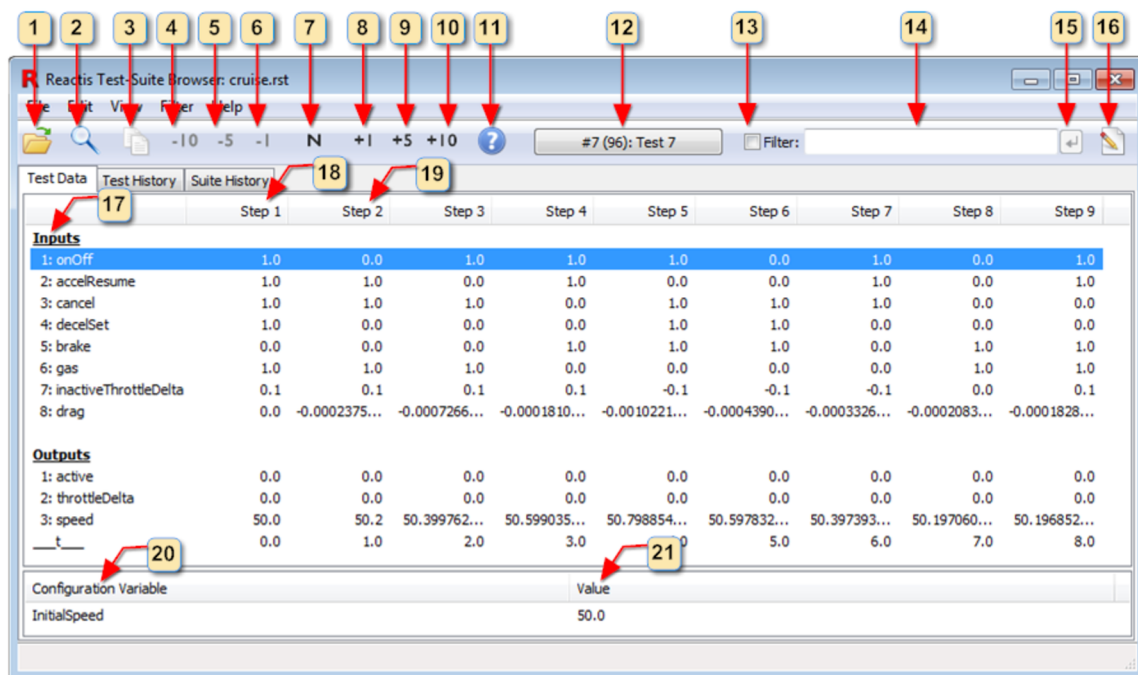 1 2 3 4 5 6 7 8 9 10 11 12 13 14 15 16
R Reactis Test-Suite Browser: cruise.rst
File Edit View Filter Help
-10 -5 -1 N +1 +5 +10 ? #7 (96): Test 7 Filter:
Test Data Test History Suite History 18 19
17 Step 1 Step 2 Step 3 Step 4 Step 5 Step 6 Step 7 Step 8 Step 9
Inputs
1: onOff 1.0 0.0 1.0 1.0 1.0 0.0 1.0 0.0 1.0
2: accelResume 1.0 1.0 0.0 1.0 0.0 0.0 1.0 0.0 1.0
3: cancel 1.0 1.0 1.0 0.0 1.0 1.0 0.0 0.0 0.0
4: decelSet 1.0 0.0 0.0 0.0 1.0 1.0 0.0 0.0 0.0
5: brake 0.0 0.0 0.0 1.0 1.0 1.0 0.0 1.0 1.0
6: gas 1.0 1.0 1.0 0.0 0.0 0.0 0.0 1.0 1.0
7: inactiveThrottleDelta 0.1 0.1 0.1 0.1 -0.1 -0.1 -0.1 0.0 0.1
8: drag 0.0 -0.0002375... -0.0007266... -0.0001810... -0.0010221... -0.0004390... -0.0003326... -0.0002083... -0.0001828...
Outputs
1: active 0.0 0.0 0.0 0.0 0.0 0.0 0.0 0.0 0.0
2: throttleDelta 0.0 0.0 0.0 0.0 0.0 0.0 0.0 0.0 0.0
3: speed 50.0 50.2 50.399762... 50.599035... 50.798854... 50.597832... 50.397393... 50.197060... 50.196852...
___t___ 0.0 1.0 2.0 3.0 5.0 6.0 7.0 8.0
20 21
Configuration Variable Value
InitialSpeed 50.0